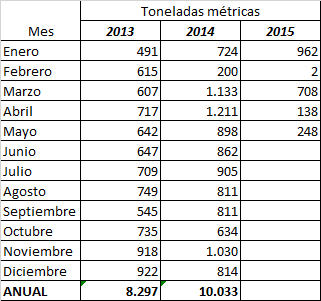 Toneladas métricas
Mes 2013 2014 2015
Enero 491 724 962
Febrero 615 200 2
Marzo 607 1.133 708
Abril 717 1.211 138
Mayo 642 898 248
Junio 647 862
Julio 709 905
Agosto 749 811
Septiembre 545 811
Octubre 735 634
Noviembre 918 1.030
Diciembre 922 814
ANUAL 8.297 10.033